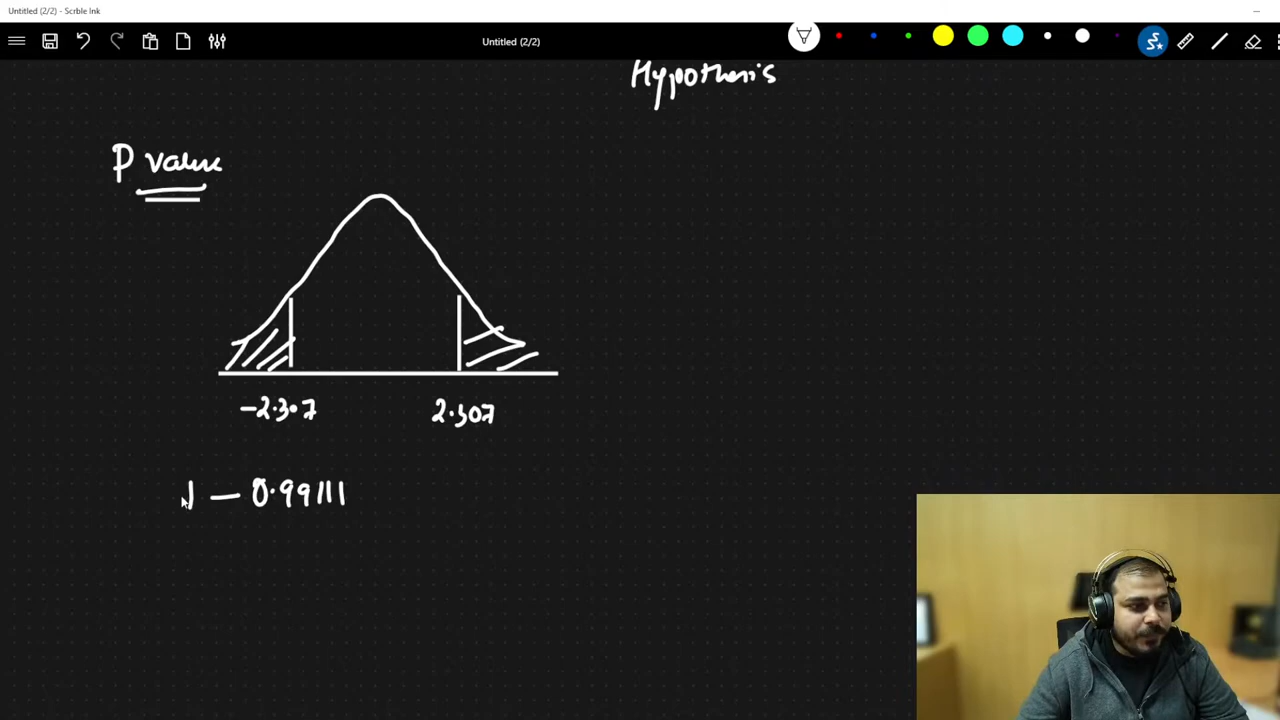 Untitled (2/2) - Scrble Ink
Untitled (2/2)
Hypothesis
P value
-2.307 2.307
1 - 0.99111